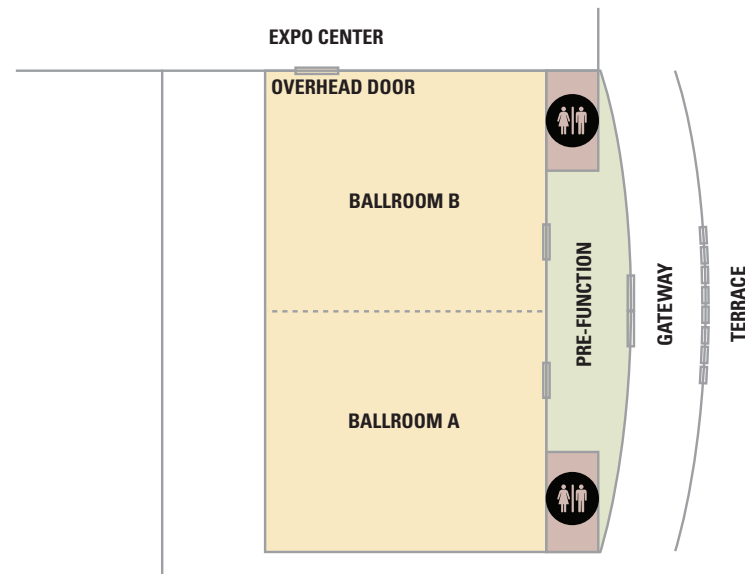 EXPO CENTER
OVERHEAD DOOR
BALLROOM B
PRE-FUNCTION
GATEWAY
TERRACE
BALLROOM A